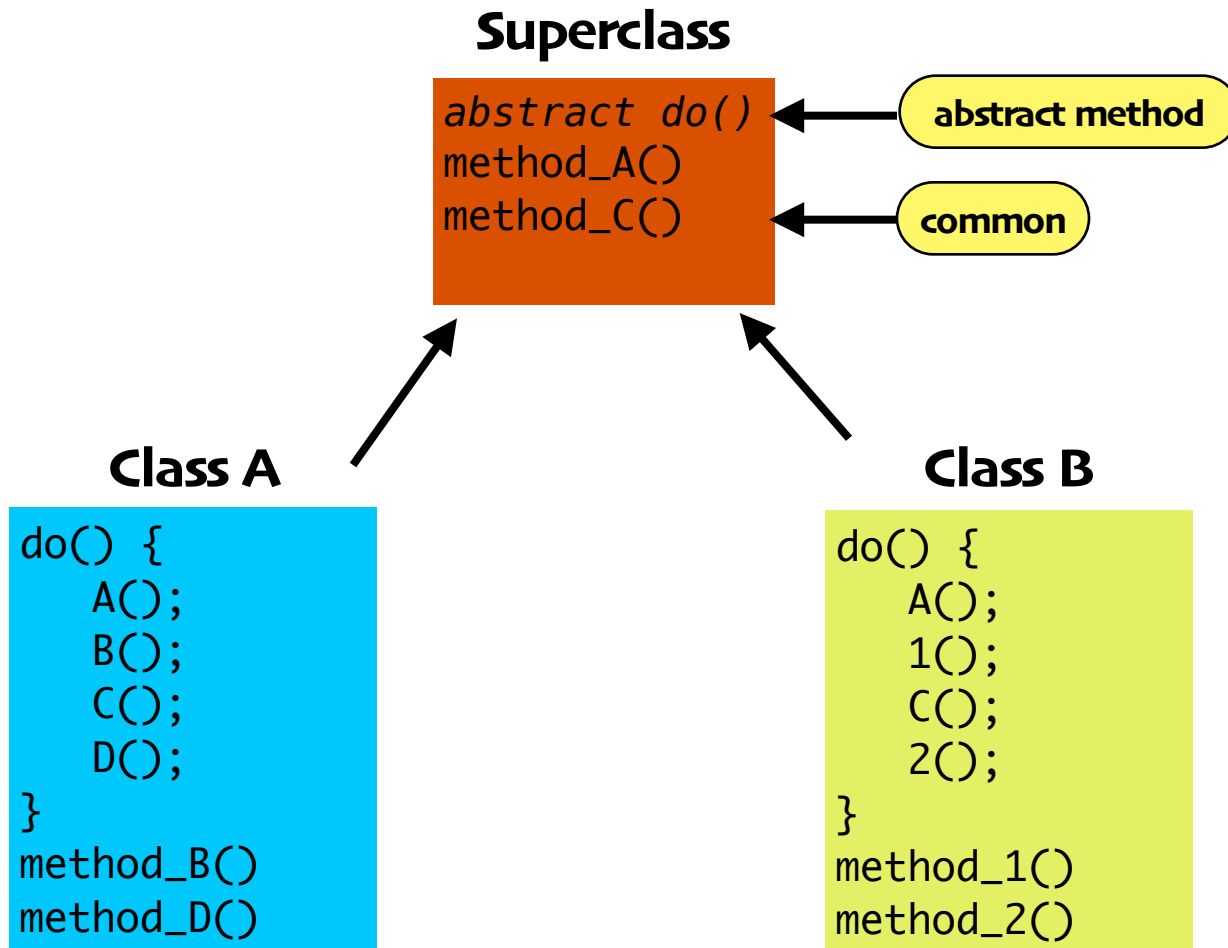 Superclass
abstract do()
method_A()
method_C()
abstract method
common
Class A
do() {
A();
B();
C();
D();
}
method_B()
method_D()
Class B
do() {
A();
1();
C();
2();
}
method_1()
method_2()